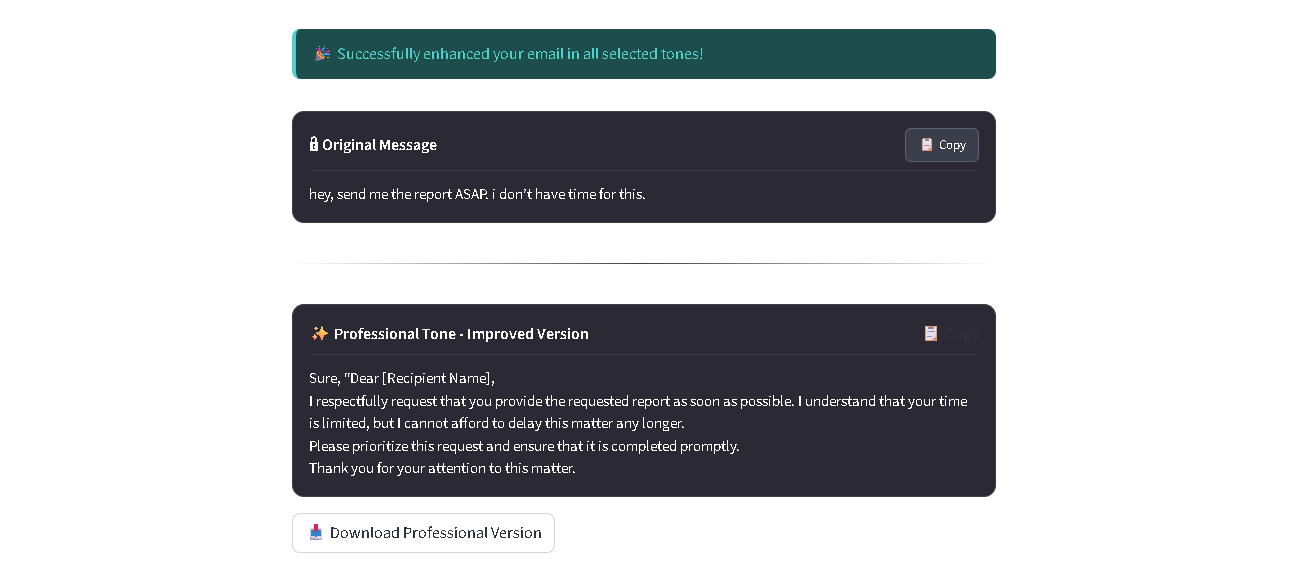 🎉 Successfully enhanced your email in all selected tones!
🔒 Original Message
📋 Copy
hey, send me the report ASAP. i don’t have time for this.
✨ Professional Tone - Improved Version
📋 Copy
Sure, “Dear [Recipient Name],
I respectfully request that you provide the requested report as soon as possible. I understand that your time
is limited, but I cannot afford to delay this matter any longer.
Please prioritize this request and ensure that it is completed promptly.
Thank you for your attention to this matter.
📥 Download Professional Version